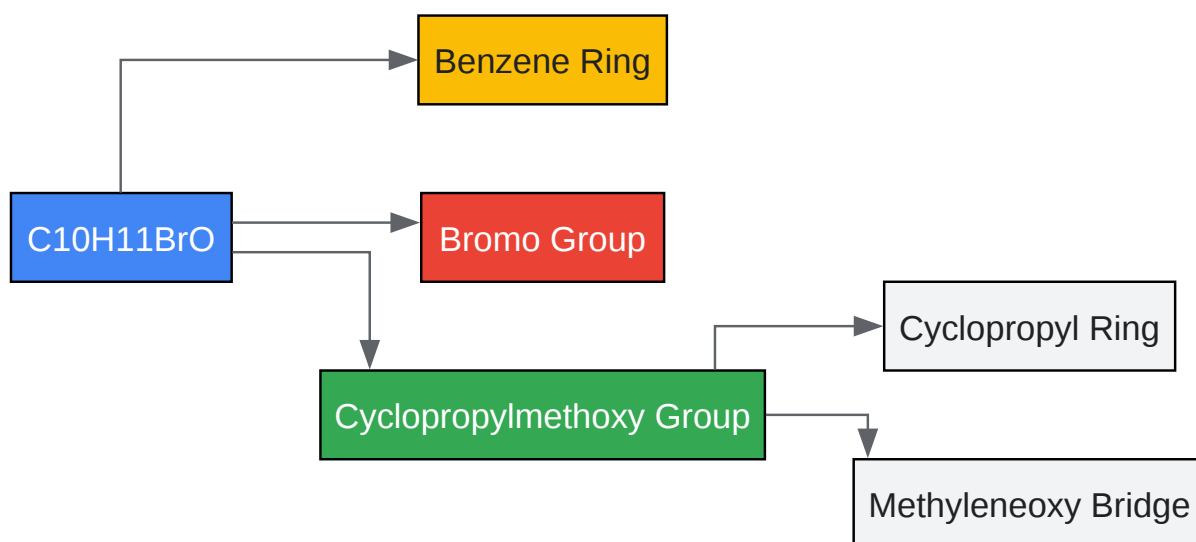 Benzene Ring
C10H11BrO
Bromo Group
Cyclopropyl Ring
Cyclopropylmethoxy Group
Methyleneoxy Bridge